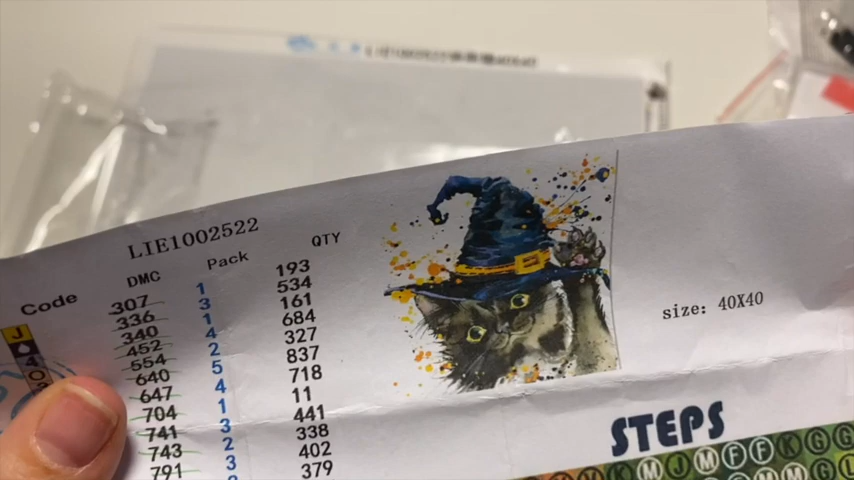 LIE1002522
Code DMC Pack QTY
J 307 1 193
336 3 534
340 1 161
452 4 684
554 2 327
640 5 837
647 4 718
704 1 11
741 3 441
743 2 338
791 3 402
379
size: 40X40
STEPS
K M J M F F K G G